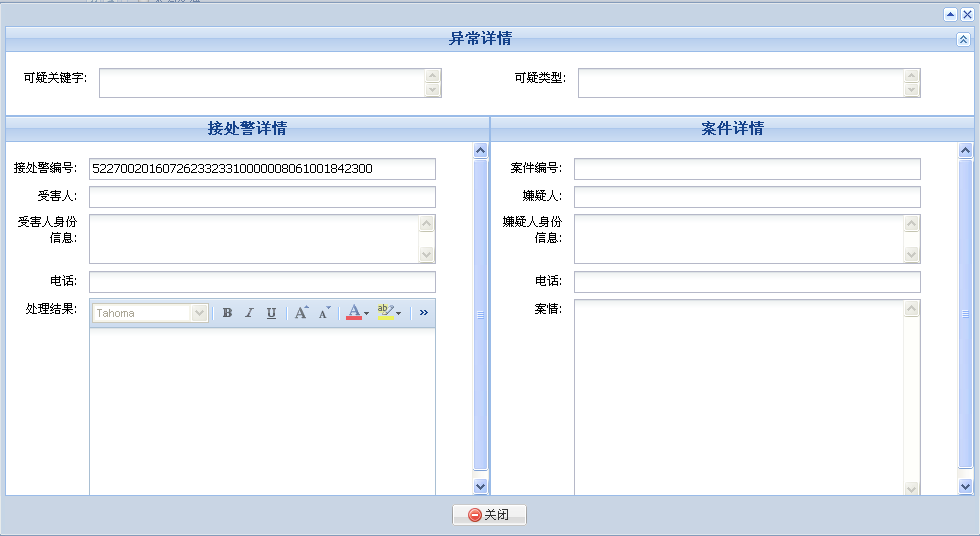 异常详情
可疑关键字:
可疑类型:
接处警详情
案件详情
接处警编号:
5227002016072623323310000008061001842300
案件编号:
受害人:
嫌疑人:
受害人身份
信息:
嫌疑人身份
信息:
电话:
电话:
处理结果:
Tahoma
B I U A A A ab »
案情:
关闭